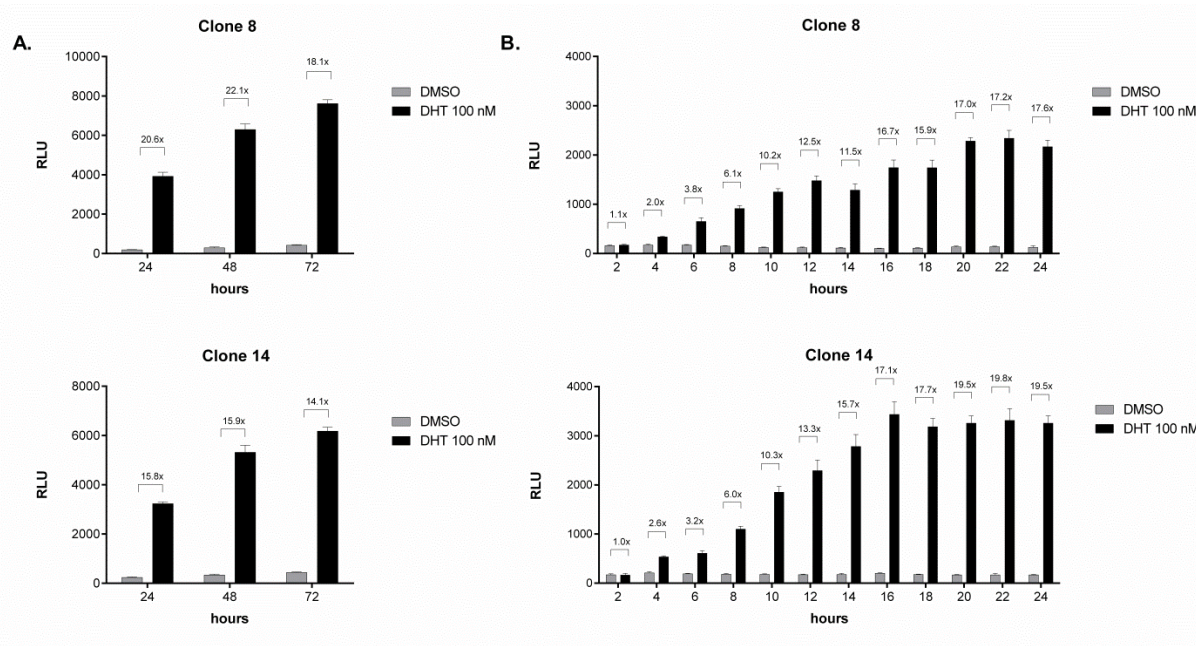 A.
Clone 8
10000
8000
6000
4000
2000
0
RLU
20.6x
22.1x
18.1x
24 48 72
hours
DMSO
DHT 100 nM
B.
Clone 8
4000
3000
2000
1000
0
RLU
1.1x 2.0x 3.8x 6.1x 10.2x 12.5x 11.5x 16.7x 15.9x 17.0x 17.2x 17.6x
2 4 6 8 10 12 14 16 18 20 22 24
hours
DMSO
DHT 100 nM
Clone 14
8000
6000
4000
2000
0
RLU
15.8x
15.9x
14.1x
24 48 72
hours
DMSO
DHT 100 nM
Clone 14
4000
3000
2000
1000
0
RLU
1.0x 2.6x 3.2x 6.0x 10.3x 13.3x 15.7x 17.1x 17.7x 19.5x 19.8x 19.5x
2 4 6 8 10 12 14 16 18 20 22 24
hours
DMSO
DHT 100 nM